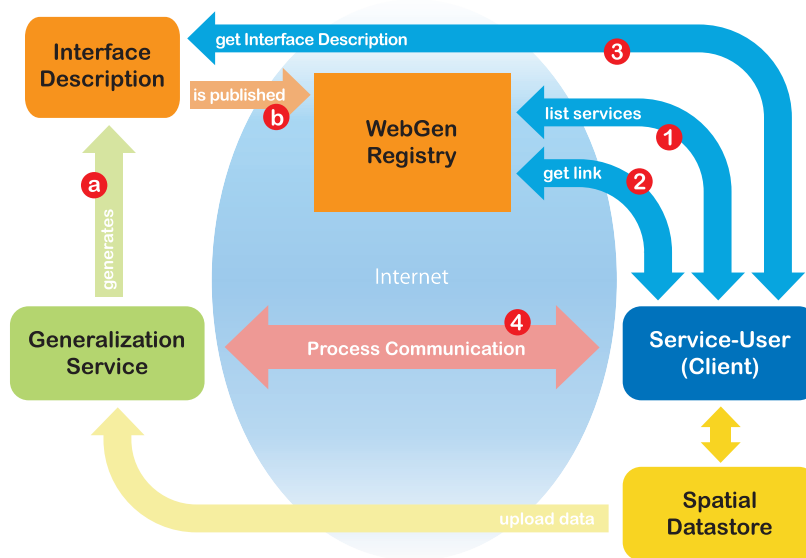 Interface
Description
get Interface Description
3
is published
b
WebGen
Registry
list services
1
get link
2
a
generates
Internet
Generalization
Service
4
Process Communication
Service-User
(Client)
upload data
Spatial
Datastore